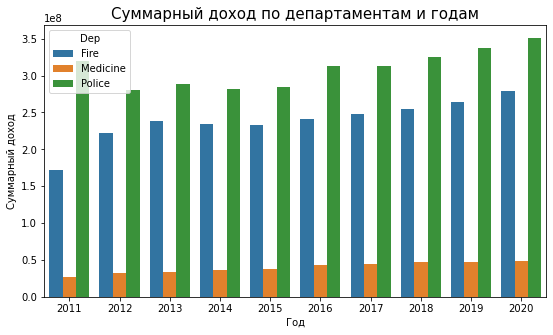 Суммарный доход по департаментам и годам
1e8
3.5
3.0
2.5
2.0
1.5
1.0
0.5
0.0
Суммарный доход
Dep
Fire
Medicine
Police
2011 2012 2013 2014 2015 2016 2017 2018 2019 2020
Год